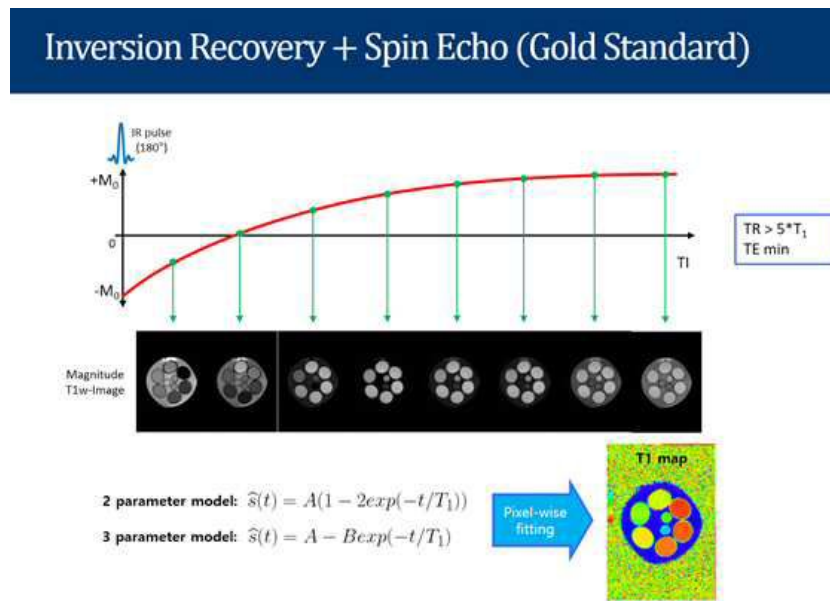 Inversion Recovery + Spin Echo (Gold Standard)
IR pulse
(180°)
+M₀
0
-M₀
TI
TR > 5*T₁
TE min
Magnitude
T1w-Image
T1 map
2 parameter model: ŝ(t) = A(1 − 2exp(−t/T₁))
3 parameter model: ŝ(t) = A − Bexp(−t/T₁)
Pixel-wise
fitting